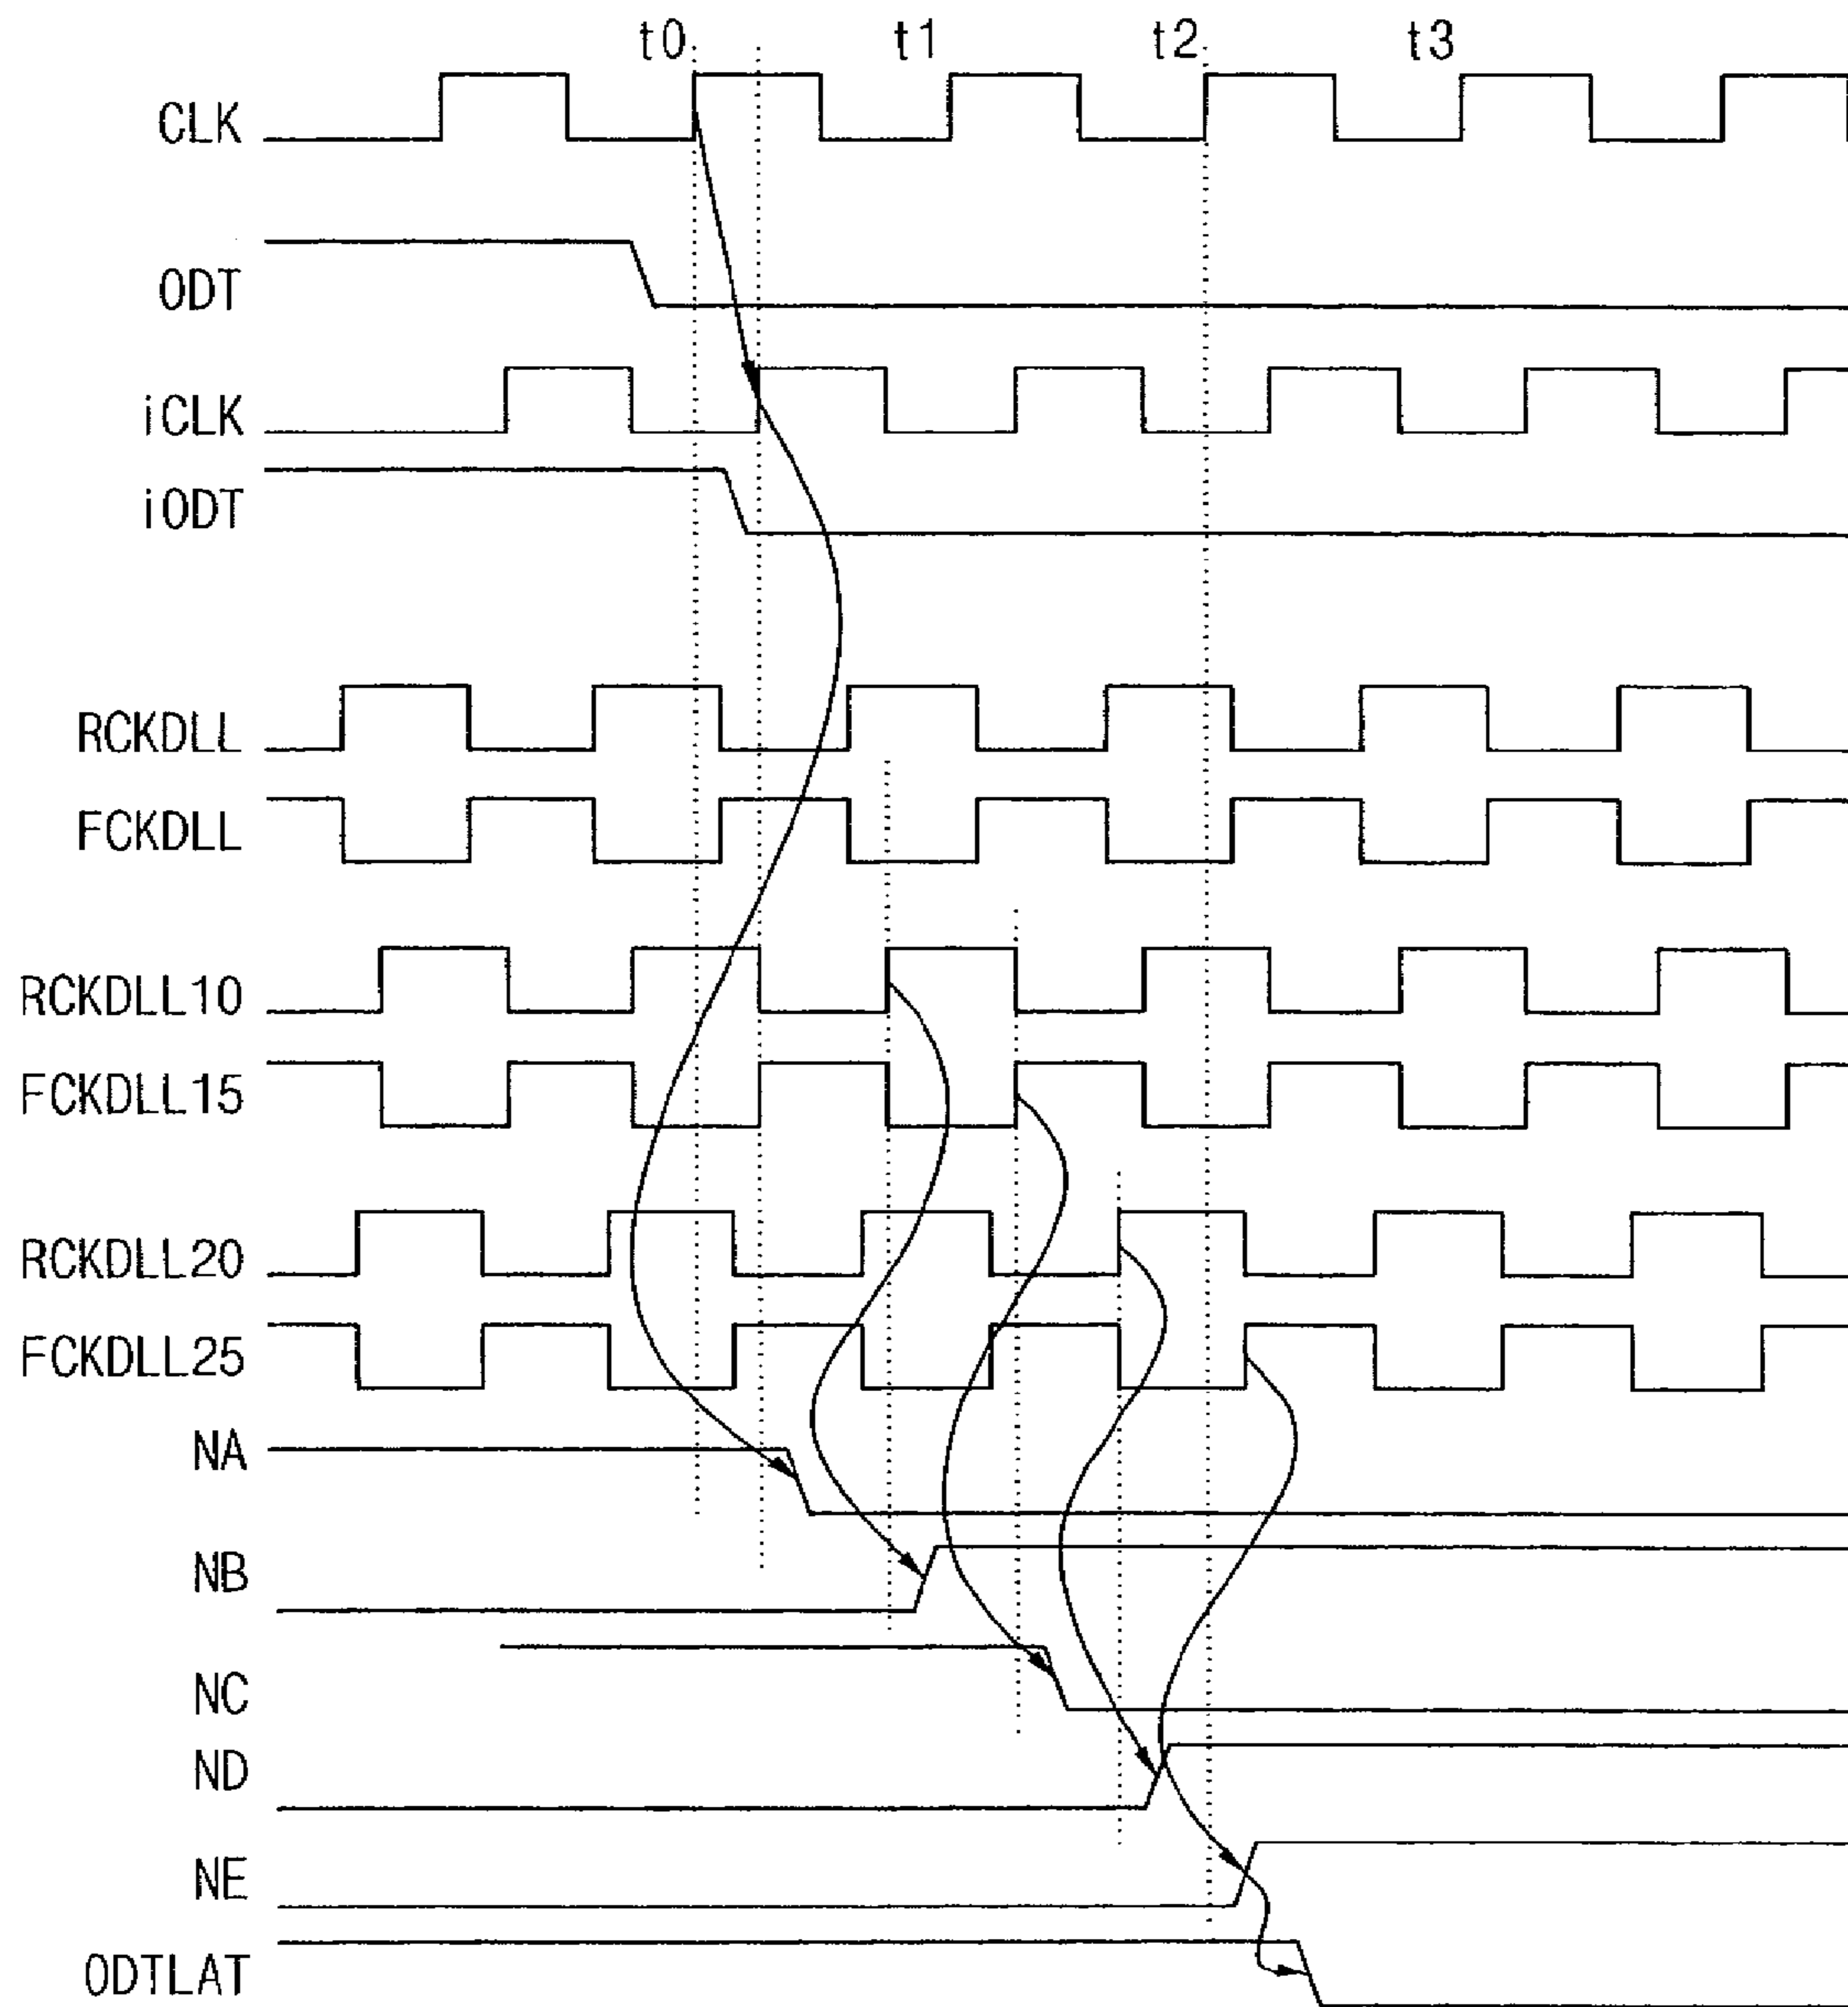 t0 t1 t2 t3
CLK
ODT
iCLK
iODT
RCKDLL
FCKDLL
RCKDLL10
FCKDLL15
RCKDLL20
FCKDLL25
NA
NB
NC
ND
NE
ODTLAT